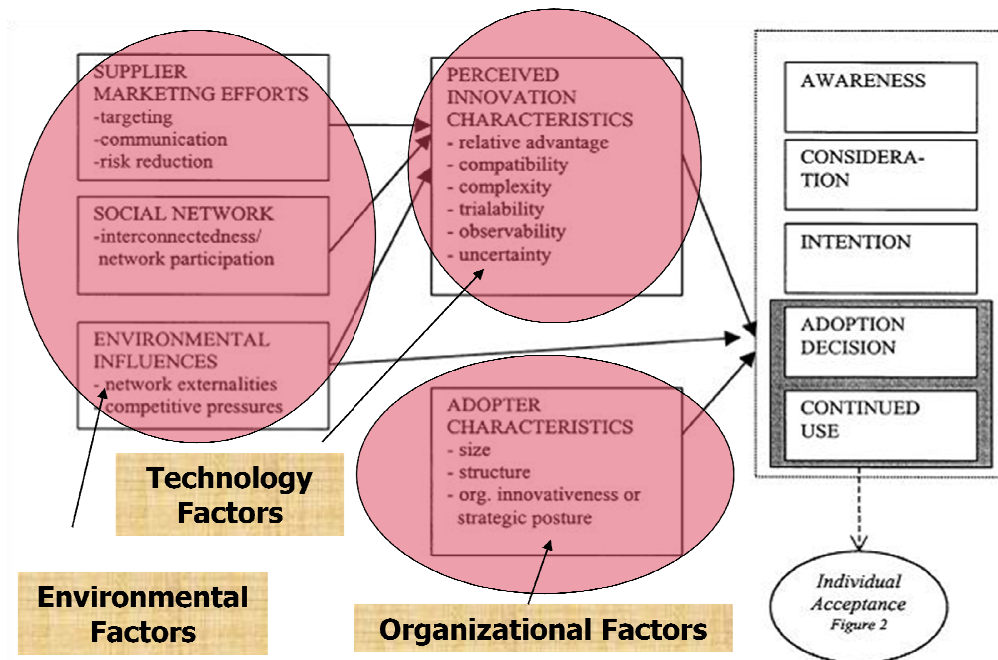 SUPPLIER
MARKETING EFFORTS
-targeting
-communication
-risk reduction
SOCIAL NETWORK
-interconnectedness/
network participation
ENVIRONMENTAL
INFLUENCES
- network externalities
- competitive pressures
PERCEIVED
INNOVATION
CHARACTERISTICS
- relative advantage
- compatibility
- complexity
- trialability
- observability
- uncertainty
ADOPTER
CHARACTERISTICS
- size
- structure
- org. innovativeness or
strategic posture
AWARENESS
CONSIDERA-
TION
INTENTION
ADOPTION
DECISION
CONTINUED
USE
Individual
Acceptance
Figure 2
Technology
Factors
Environmental
Factors
Organizational Factors